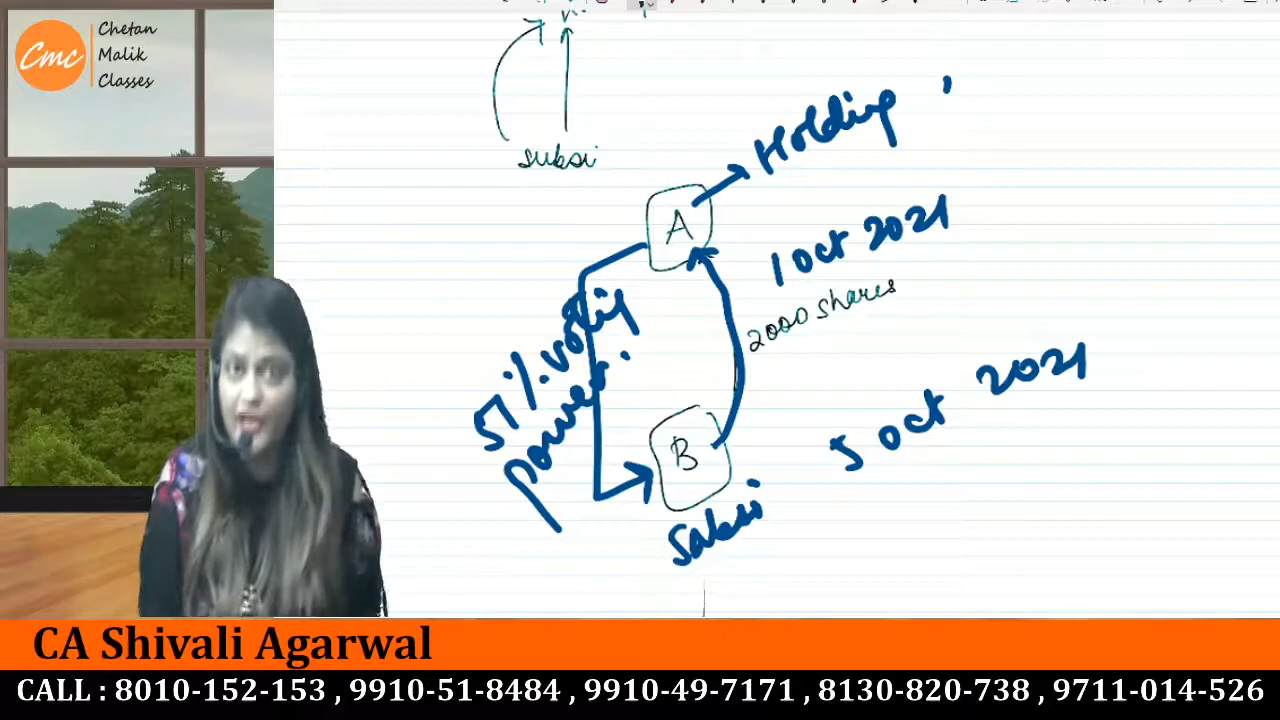 Cmc
Chetan
Malik
Classes
subsi
Holding
A
1 Oct 2021
2000 shares
51% voting
power
5 Oct 2021
B
Subsi
CA Shivali Agarwal
CALL : 8010-152-153 , 9910-51-8484 , 9910-49-7171 , 8130-820-738 , 9711-014-526